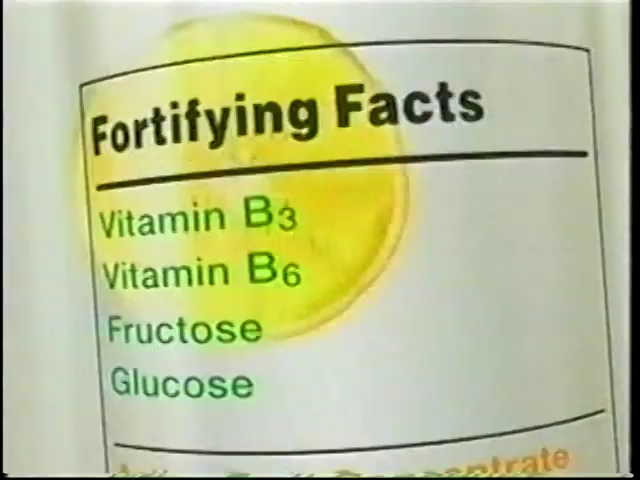 Fortifying Facts
Vitamin B3
Vitamin B6
Fructose
Glucose